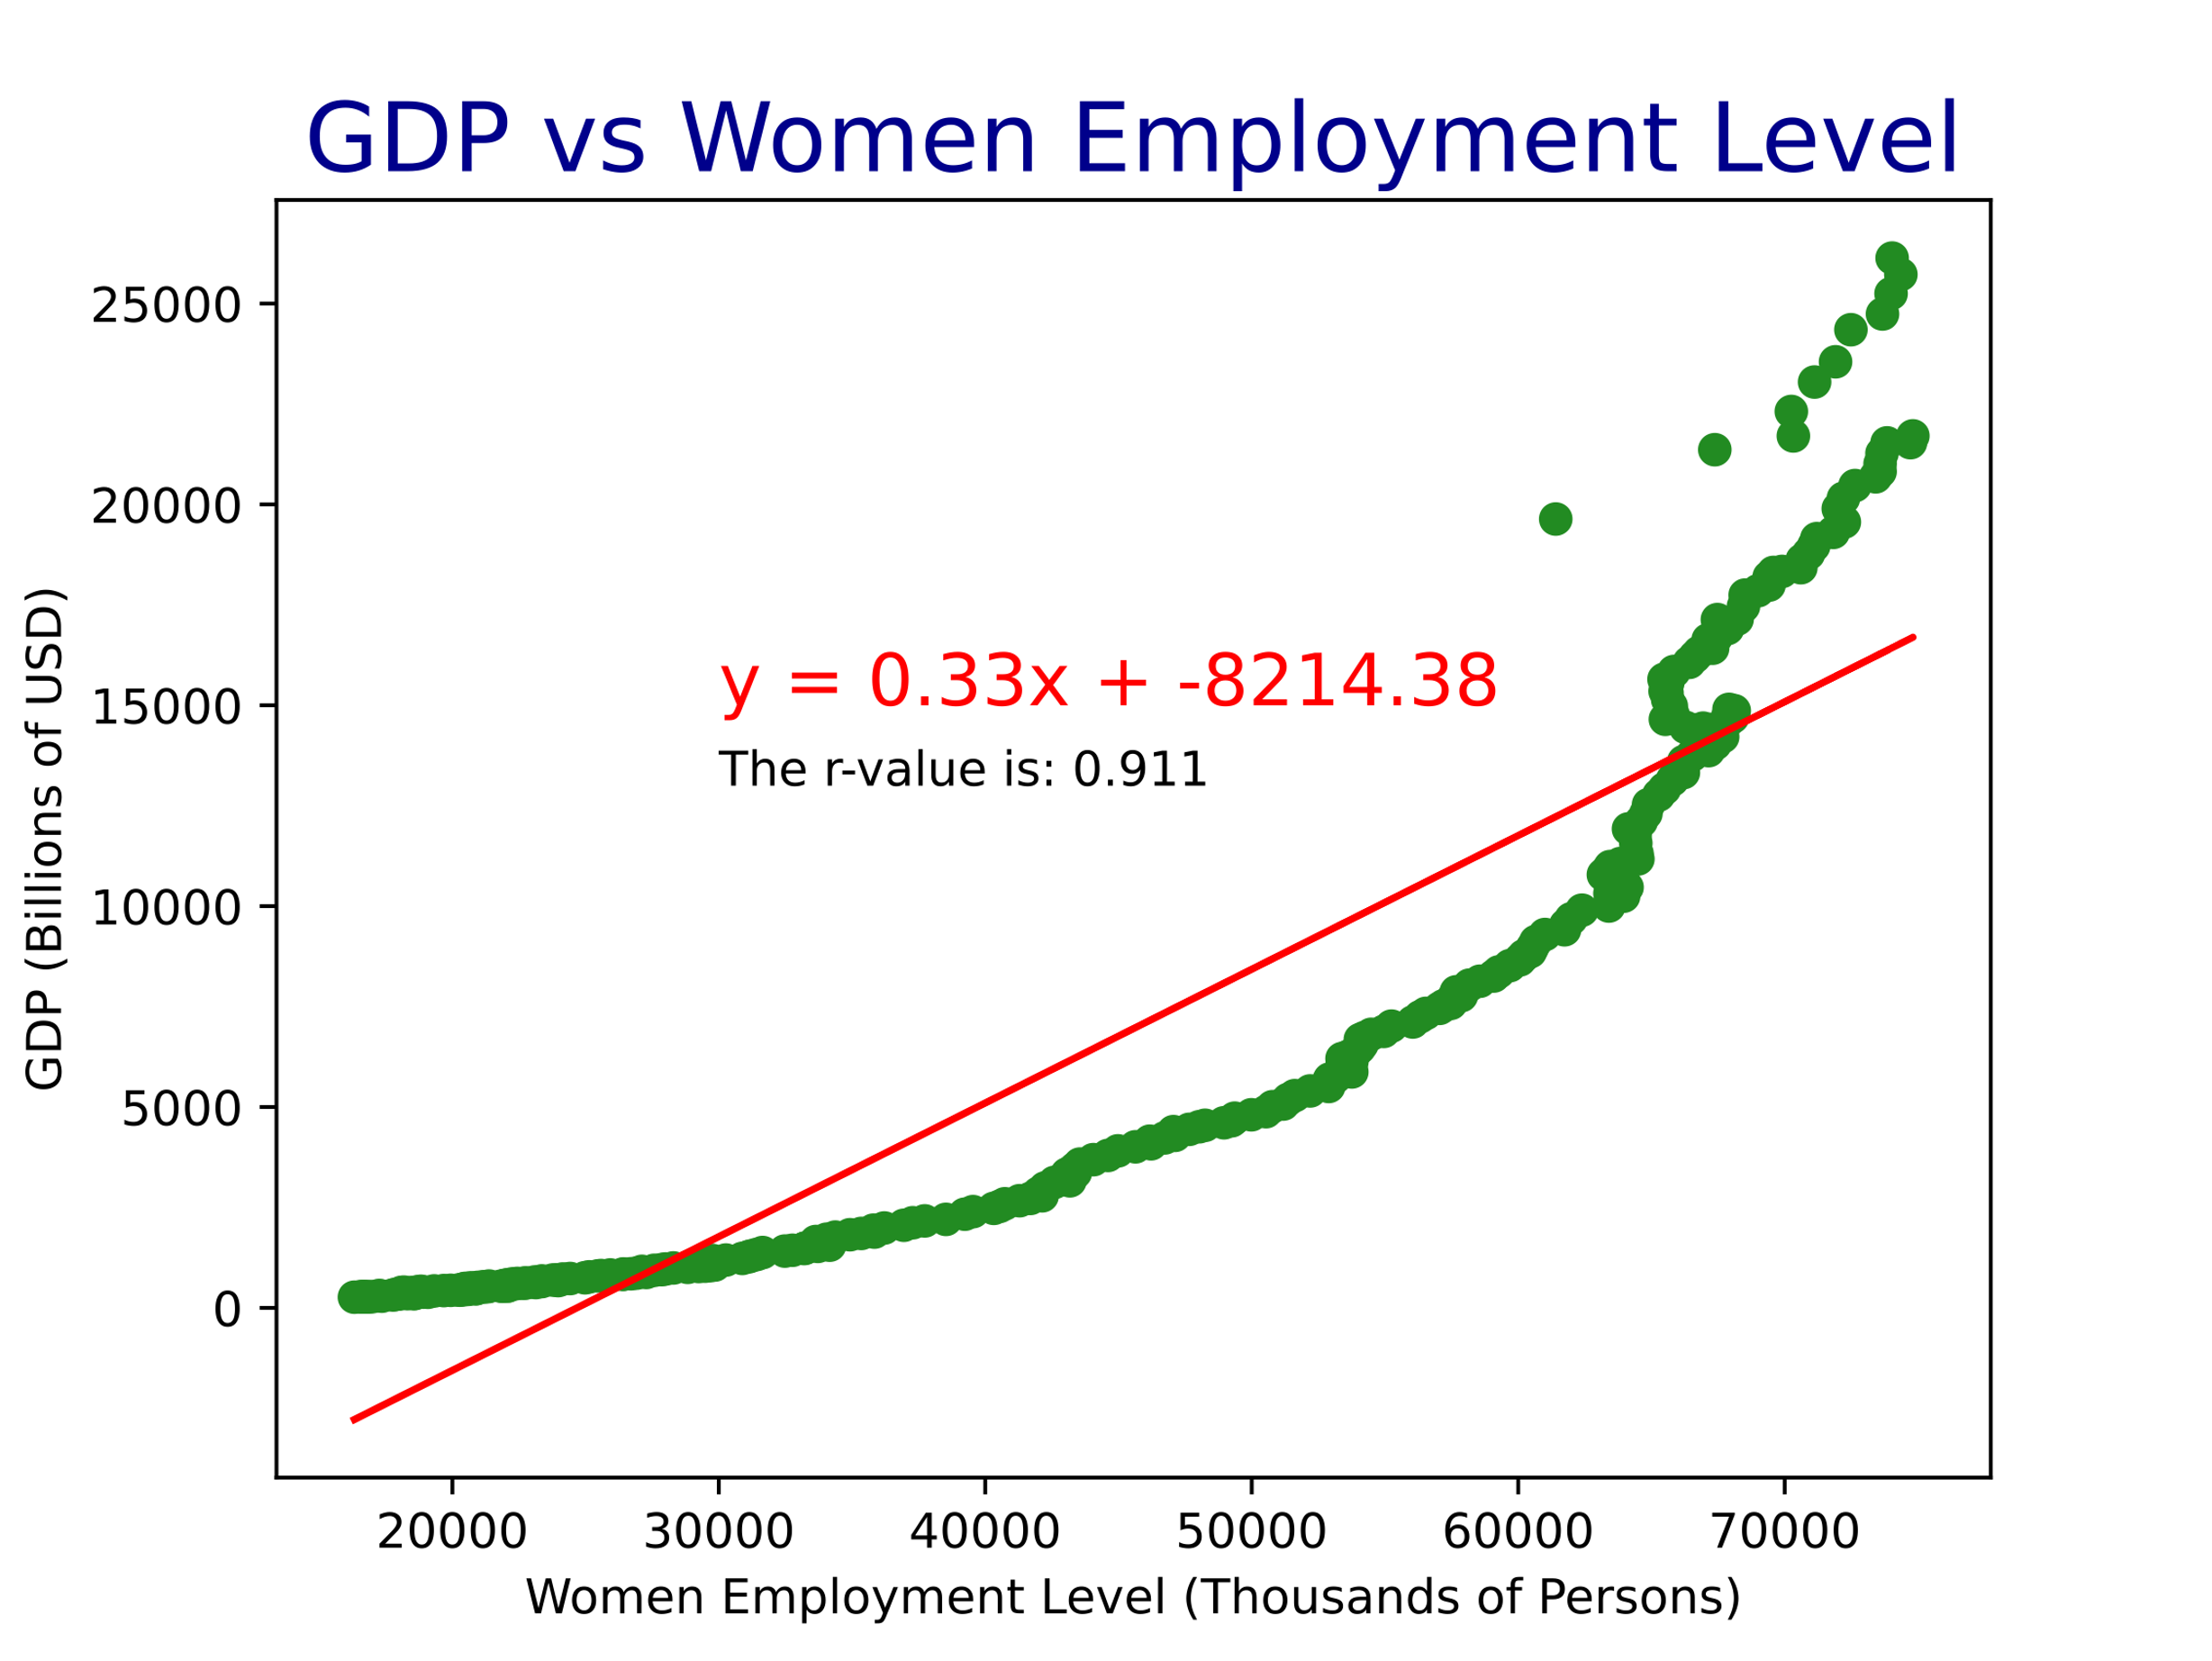 GDP vs Women Employment Level
GDP (Billions of USD)
25000
20000
15000
10000
5000
0
y = 0.33x + -8214.38
The r-value is: 0.911
20000 30000 40000 50000 60000 70000
Women Employment Level (Thousands of Persons)